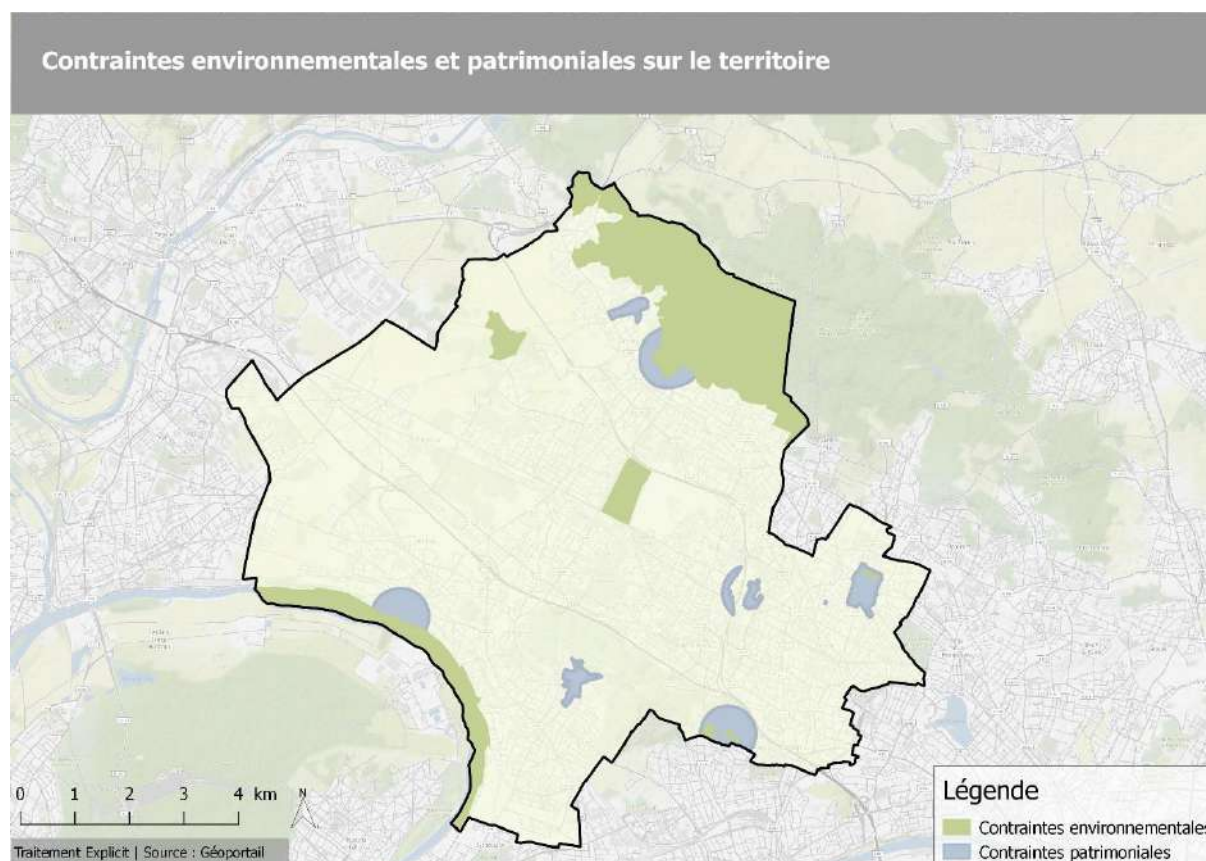 Contraintes environnementales et patrimoniales sur le territoire
0 1 2 3 4 km
N
Légende
Contraintes environnementales
Contraintes patrimoniales
Traitement Explicit | Source : Géoportail